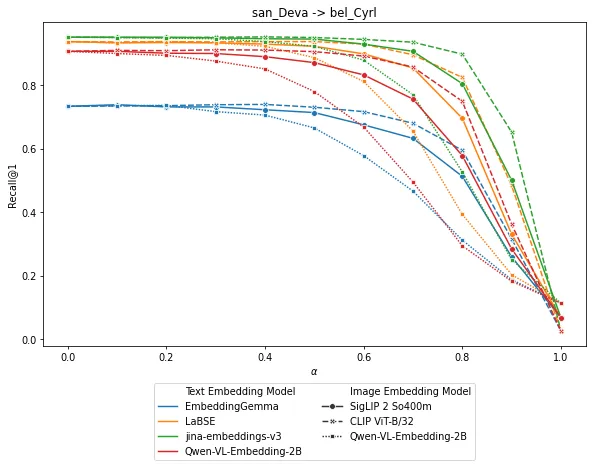 san_Deva -> bel_Cyrl
Recall@1
0.8
0.6
0.4
0.2
0.0
0.0 0.2 0.4 0.6 0.8 1.0
α
Text Embedding Model Image Embedding Model
EmbeddingGemma SigLIP 2 So400m
LaBSE CLIP ViT-B/32
jina-embeddings-v3 Qwen-VL-Embedding-2B
Qwen-VL-Embedding-2B